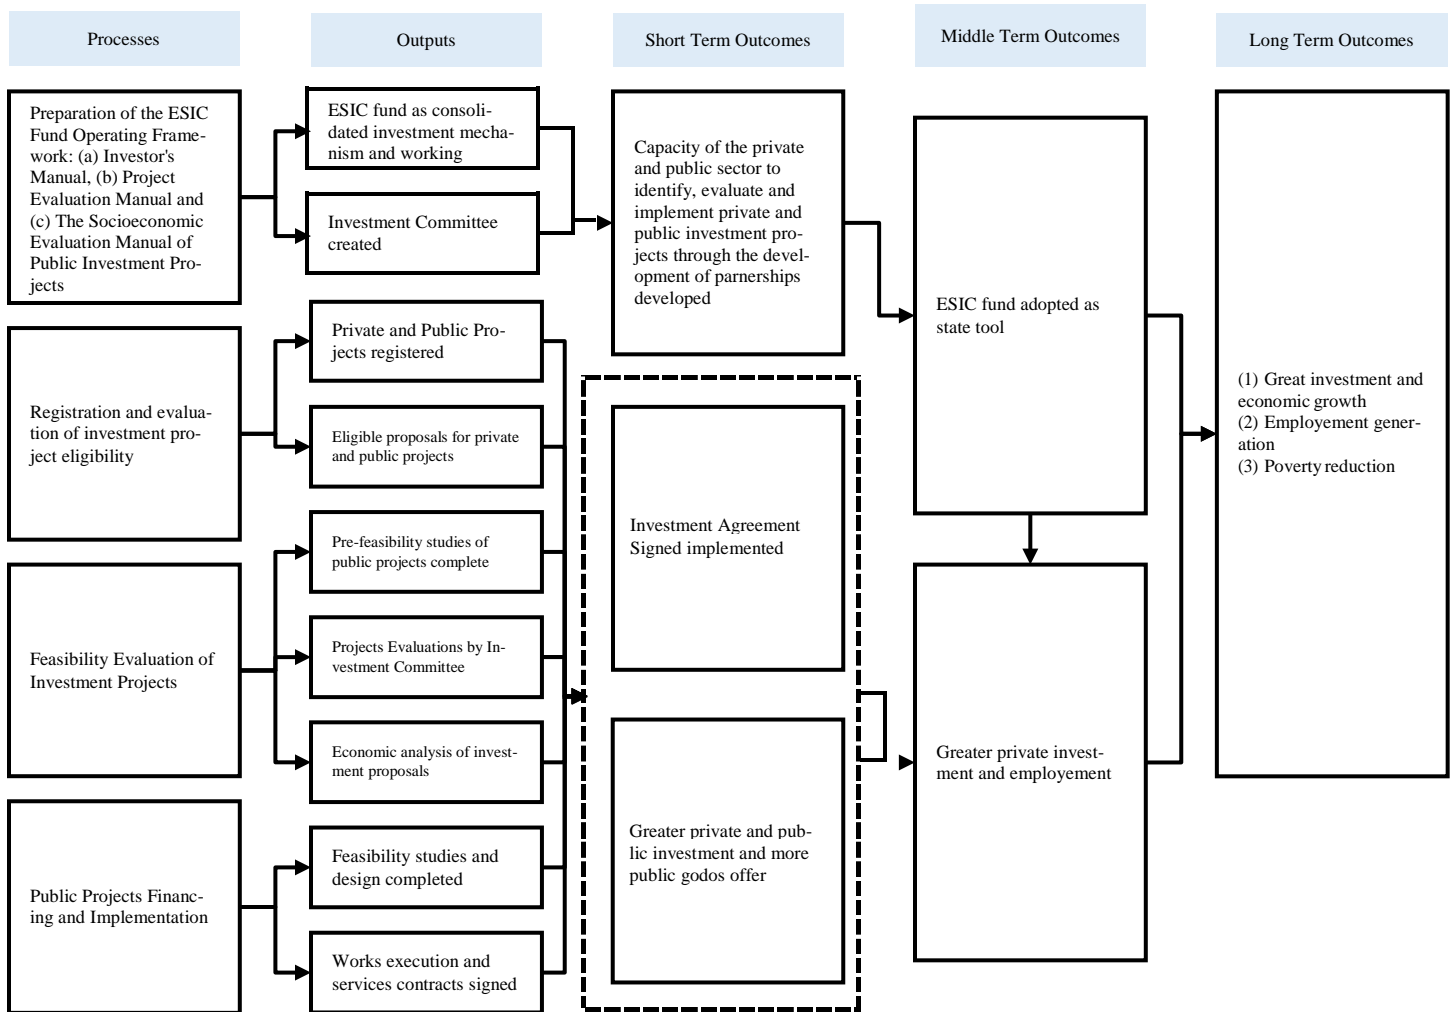 Processes
Outputs
Short Term Outcomes
Middle Term Outcomes
Long Term Outcomes
Preparation of the ESIC
Fund Operating Frame-
work: (a) Investor's
Manual, (b) Project
Evaluation Manual and
(c) The Socioeconomic
Evaluation Manual of
Public Investment Pro-
jects
Registration and evalua-
tion of investment pro-
ject eligibility
Feasibility Evaluation of
Investment Projects
Public Projects Financ-
ing and Implementation
ESIC fund as consoli-
dated investment mecha-
nism and working
Investment Committee
created
Private and Public Pro-
jects registered
Eligible proposals for private
and public projects
Pre-feasibility studies of
public projects complete
Projects Evaluations by In-
vestment Committee
Economic analysis of invest-
ment proposals
Feasibility studies and
design completed
Works execution and
services contracts signed
Capacity of the private
and public sector to
identify, evaluate and
implement private and
public investment pro-
jects through the devel-
opment of parnerships
developed
Investment Agreement
Signed implemented
Greater private and pub-
lic investment and more
public godos offer
ESIC fund adopted as
state tool
Greater private invest-
ment and employement
(1) Great investment and
economic growth
(2) Employement gener-
ation
(3) Poverty reduction